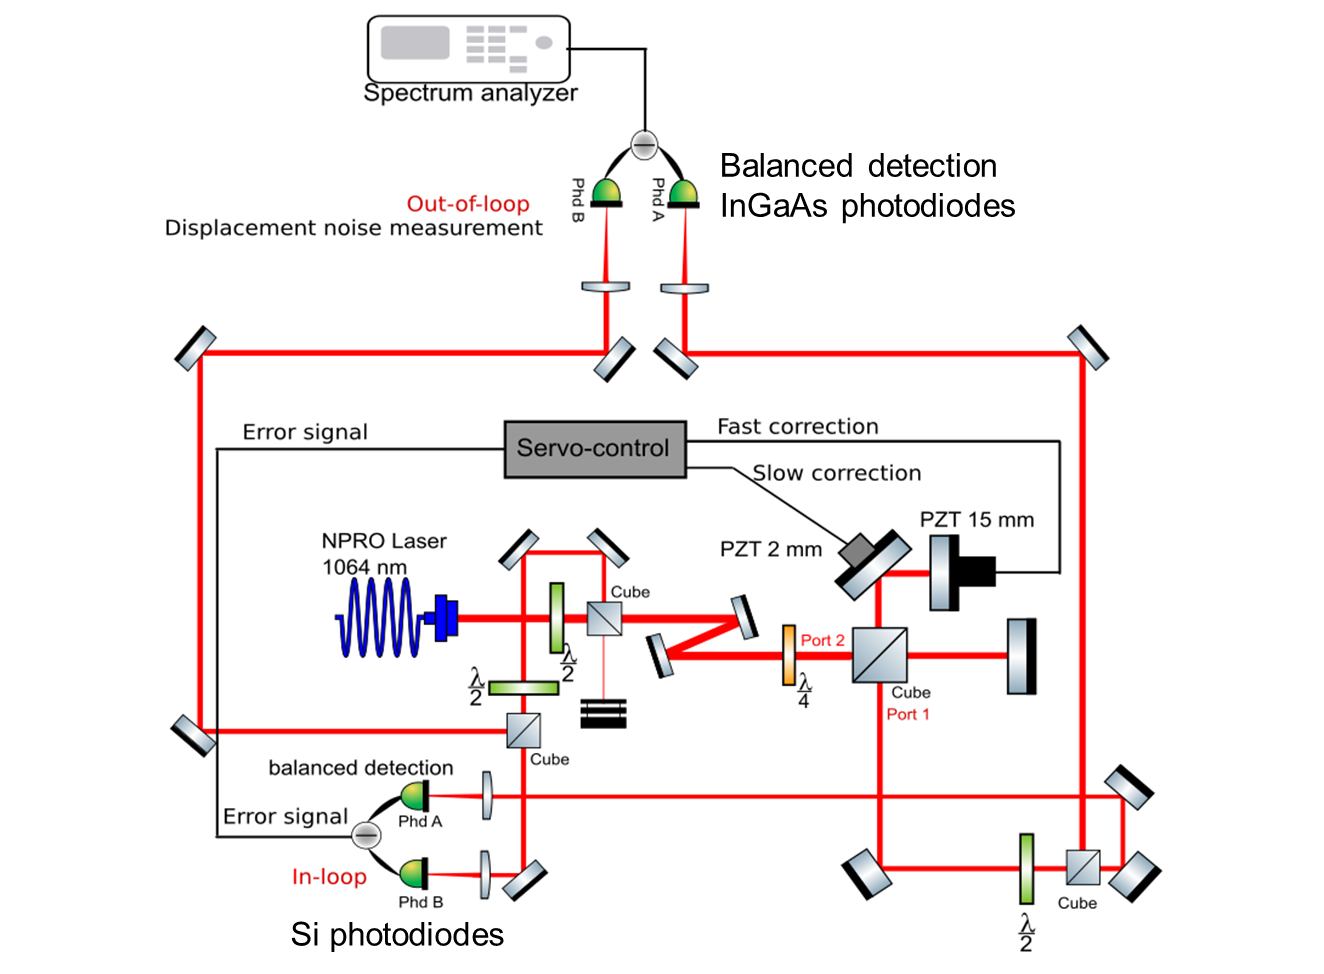 Spectrum analyzer
Balanced detection
InGaAs photodiodes
Phd B
Phd A
Out-of-loop
Displacement noise measurement
Error signal
Servo-control
Fast correction
Slow correction
PZT 15 mm
PZT 2 mm
NPRO Laser
1064 nm
Cube
λ/2
λ/2
Port 2
λ/4
Cube
Port 1
Cube
balanced detection
Phd A
Error signal
In-loop
Phd B
Cube
λ/2
Si photodiodes